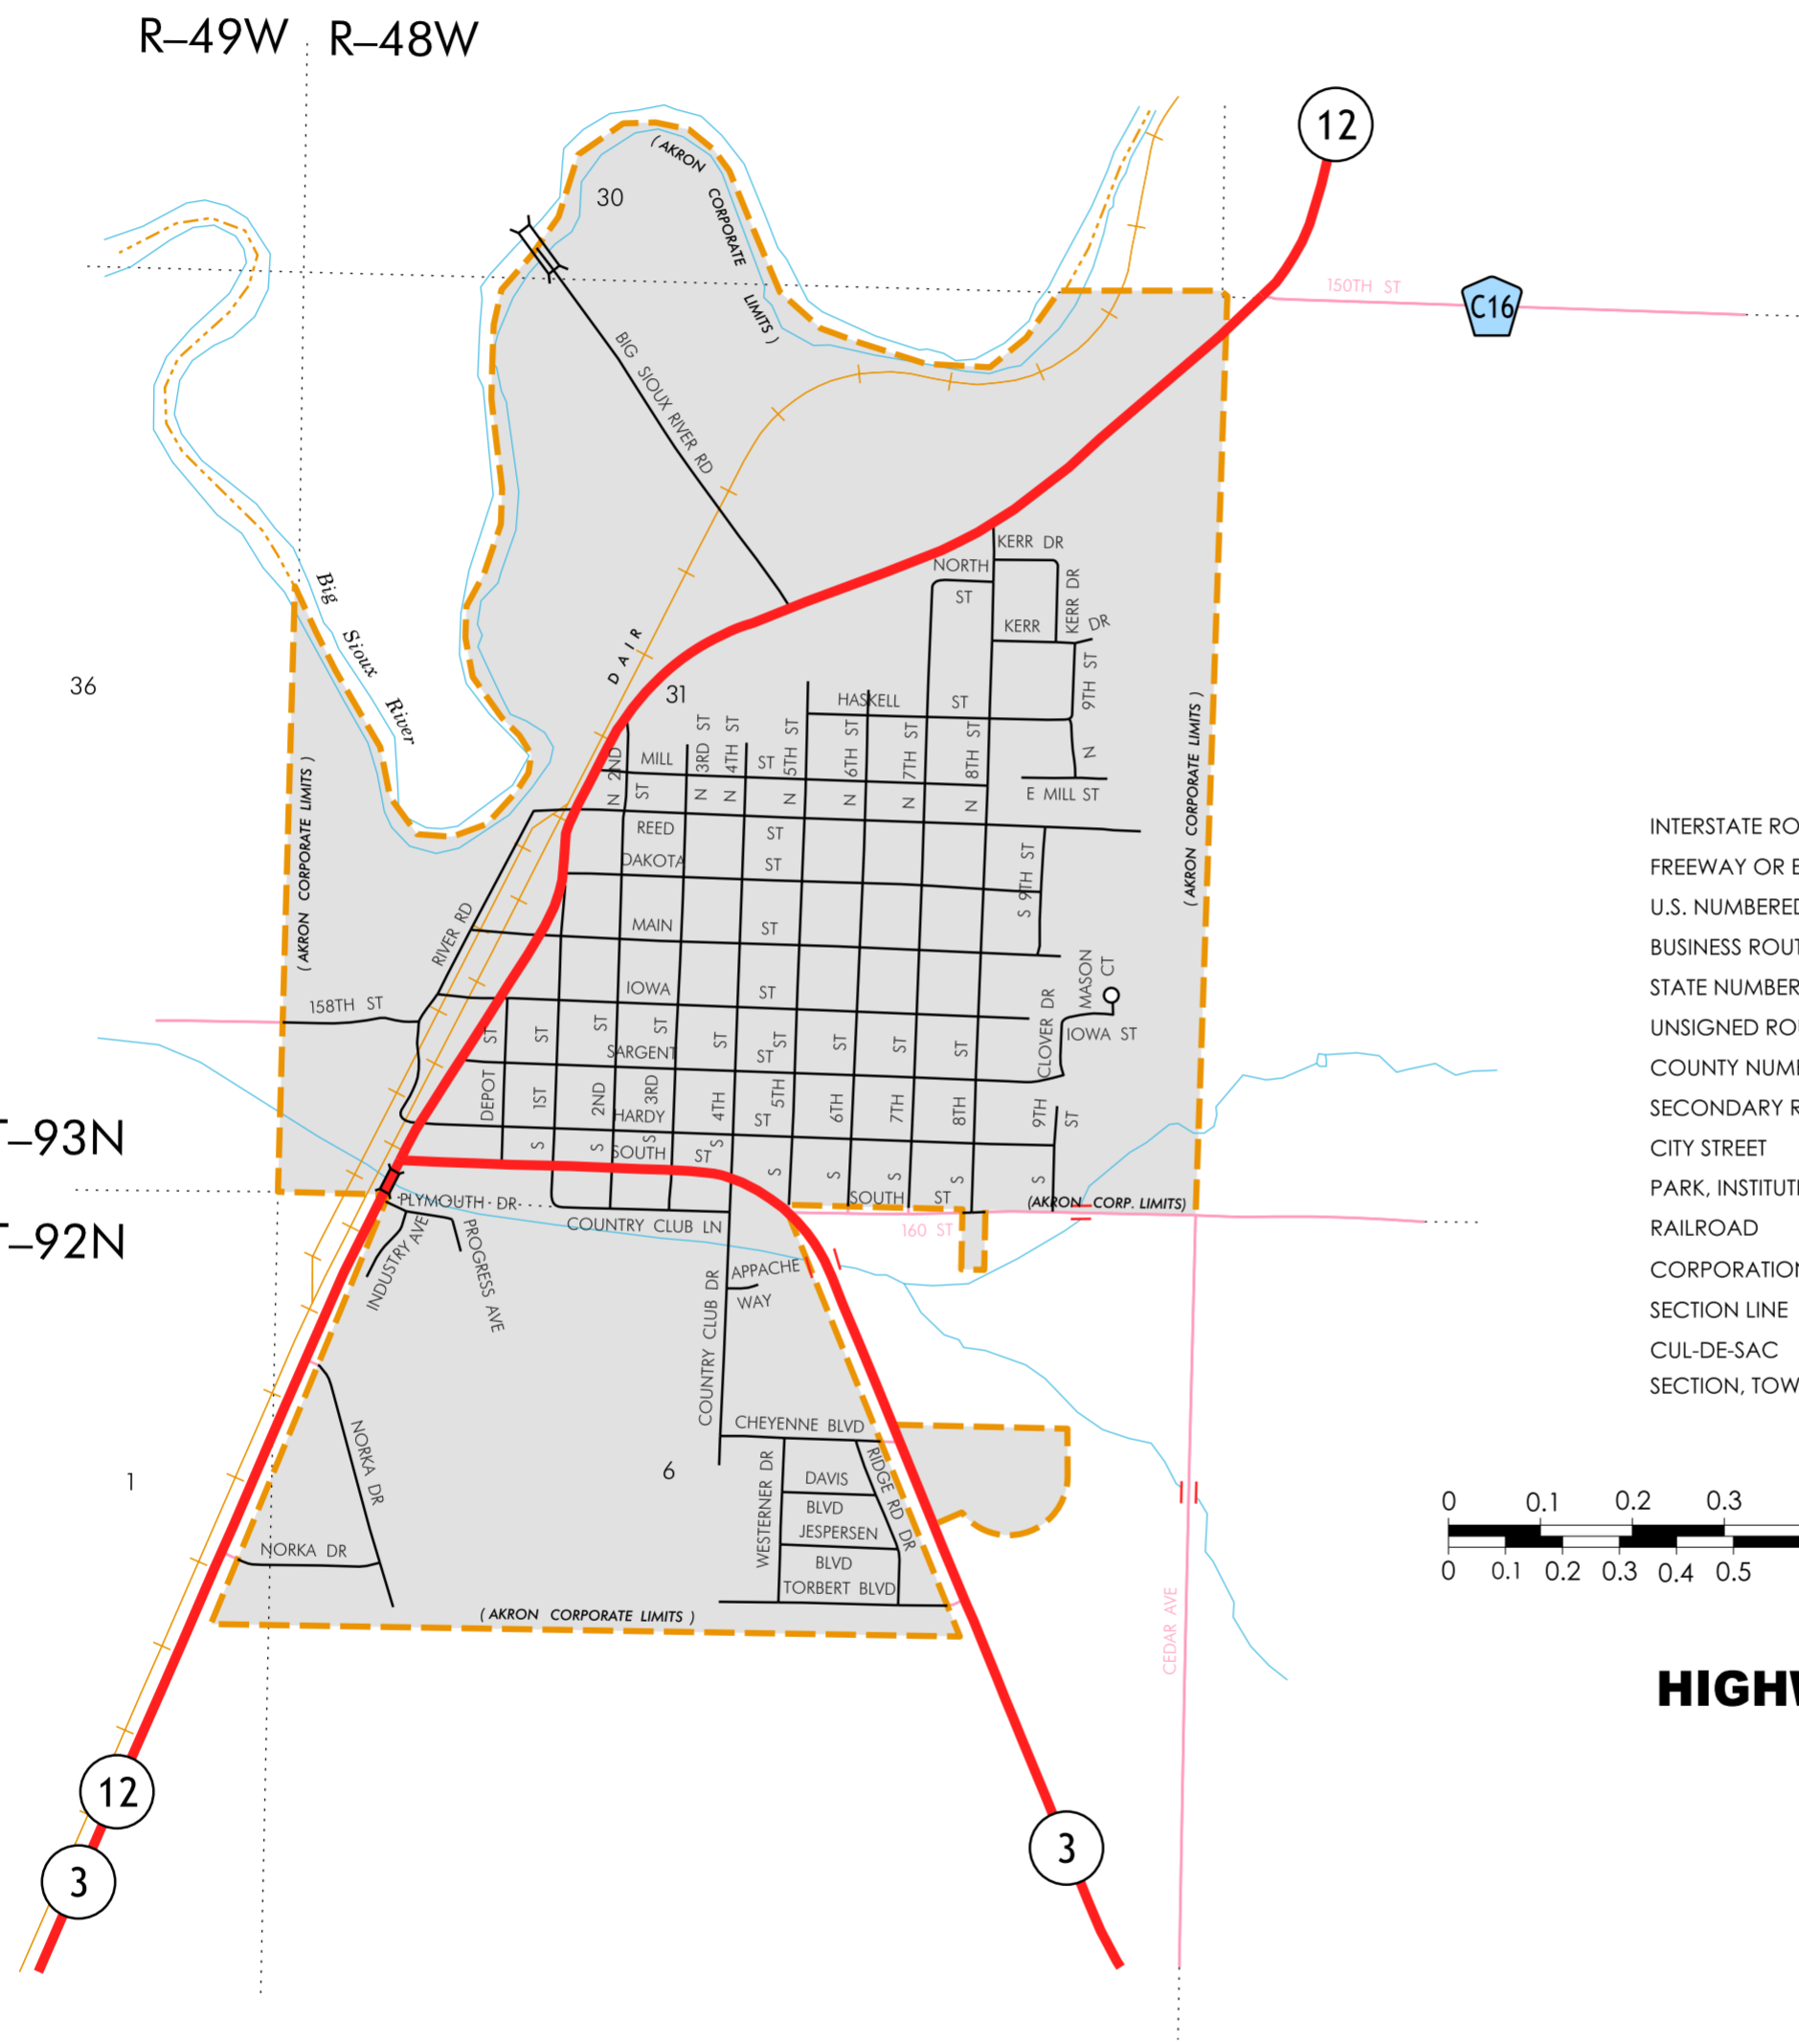 R–49W
R–48W
12
30
(AKRON CORPORATE LIMITS)
150TH ST
C16
BIG SIOUX RIVER RD
KERR DR
NORTH ST
KERR DR
KERR DR
9TH ST N
Big Sioux River
DAIR
36
31
HASKELL ST
N 2ND ST
MILL ST
N 3RD ST
N 4TH ST
N 5TH ST
N 6TH ST
N 7TH ST
N 8TH ST
E MILL ST
REED ST
DAKOTA ST
S 9TH ST
(AKRON CORPORATE LIMITS)
(AKRON CORPORATE LIMITS)
MAIN ST
RIVER RD
MASON CT
IOWA ST
158TH ST
CLOVER DR
IOWA ST
SARGENT ST
DEPOT ST
S 1ST ST
S 2ND ST
S 3RD ST
S 4TH ST
S 5TH ST
S 6TH ST
S 7TH ST
S 8TH ST
S 9TH ST
HARDY ST
T–93N
SOUTH ST
SOUTH ST
(AKRON CORP. LIMITS)
PLYMOUTH DR
COUNTRY CLUB LN
160 ST
T–92N
INDUSTRY AVE
PROGRESS AVE
APPACHE WAY
COUNTRY CLUB DR
NORKA DR
CHEYENNE BLVD
1
6
WESTERNER DR
DAVIS BLVD
RIDGE RD DR
JESPERSEN BLVD
NORKA DR
TORBERT BLVD
(AKRON CORPORATE LIMITS)
CEDAR AVE
12
3
3
INTERSTATE RO
FREEWAY OR E
U.S. NUMBERED
BUSINESS ROUT
STATE NUMBER
UNSIGNED RO
COUNTY NUM
SECONDARY R
CITY STREET
PARK, INSTITUTI
RAILROAD
CORPORATION
SECTION LINE
CUL-DE-SAC
SECTION, TOW
0 0.1 0.2 0.3
0 0.1 0.2 0.3 0.4 0.5
HIGHW